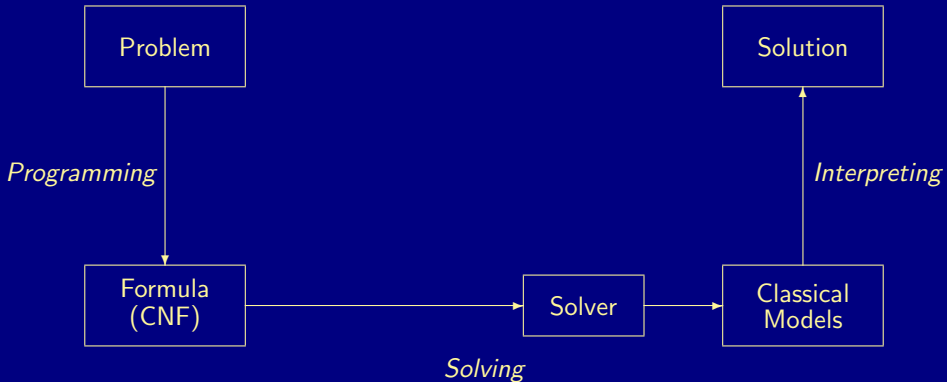 Problem
Solution
Programming
Interpreting
Formula
(CNF)
Solver
Classical
Models
Solving